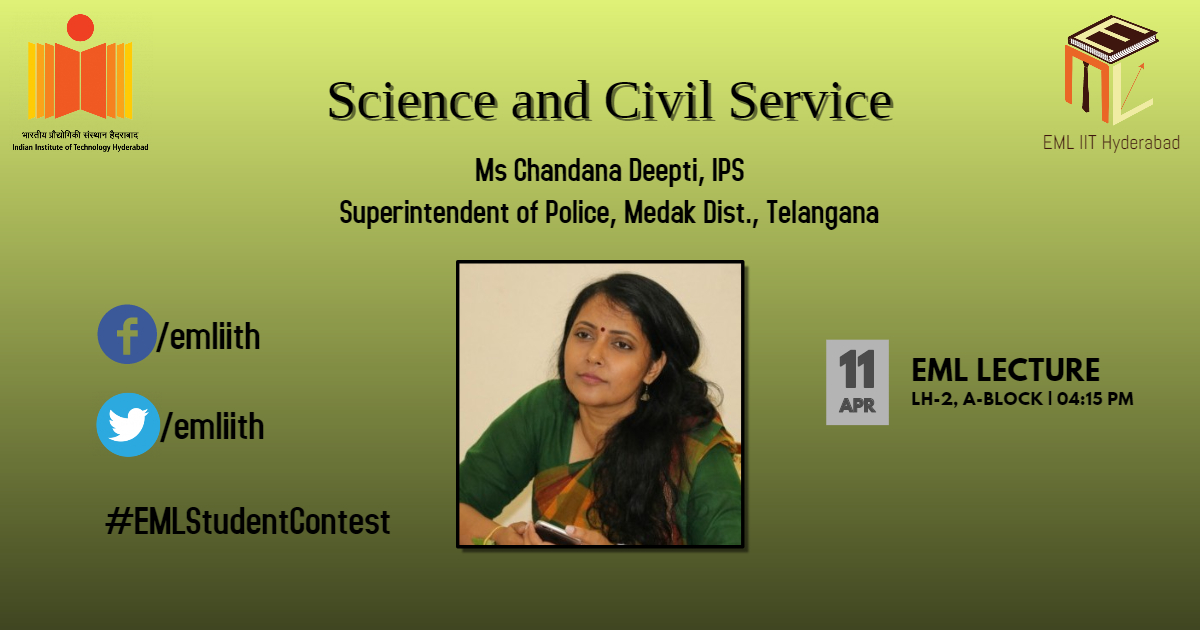 भारतीय प्रौद्योगिकी संस्थान हैदराबाद
Indian Institute of Technology Hyderabad
EML IIT Hyderabad
Science and Civil Service
Ms Chandana Deepti, IPS
Superintendent of Police, Medak Dist., Telangana
/emliith
/emliith
#EMLStudentContest
11
APR
EML LECTURE
LH-2, A-BLOCK | 04:15 PM